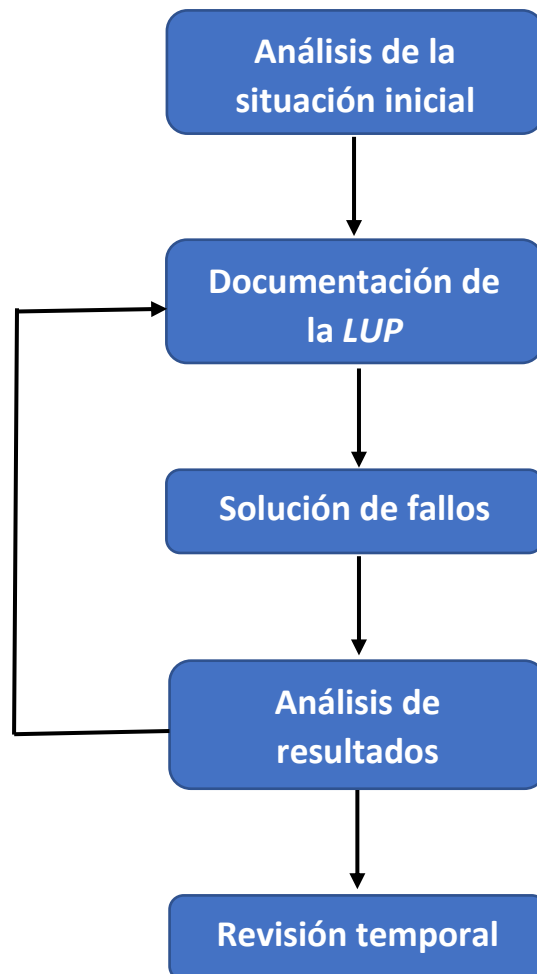 Análisis de la
situación inicial
Documentación de
la LUP
Solución de fallos
Análisis de
resultados
Revisión temporal